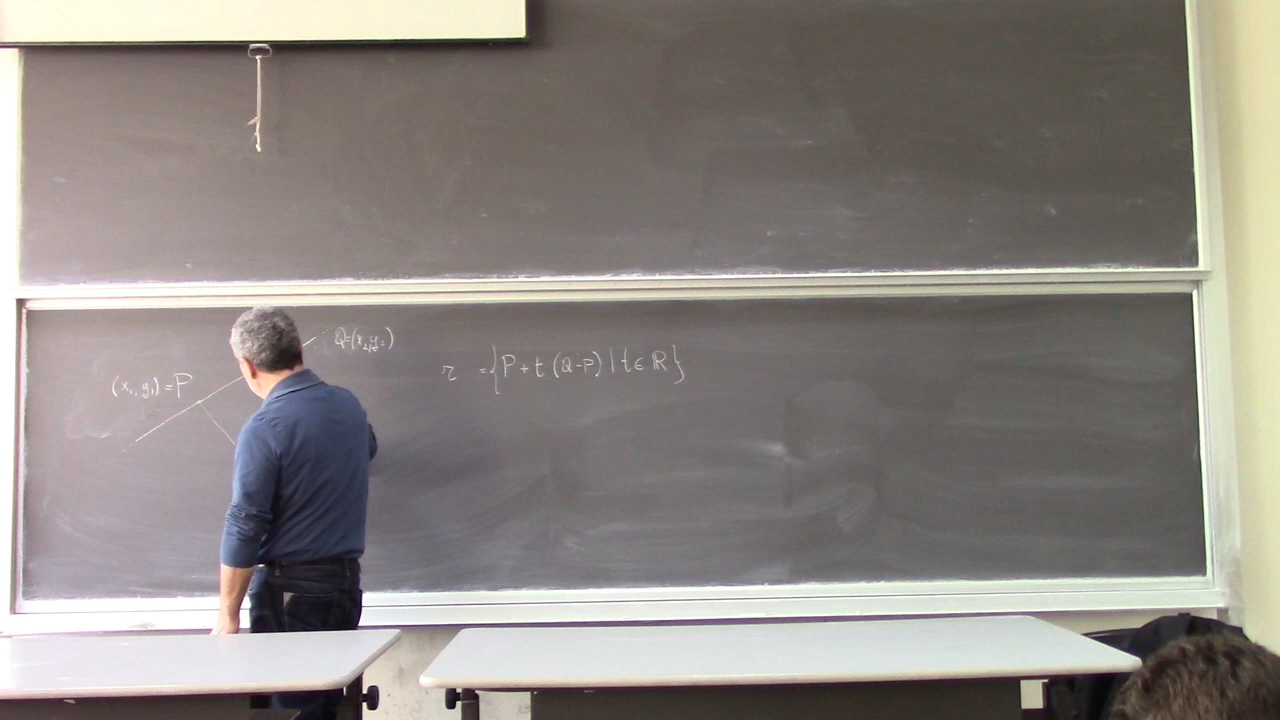 Q=(x₂,y₂)
(x₁, y₁) = P
r = {P + t (Q-P) | t ∈ ℝ}